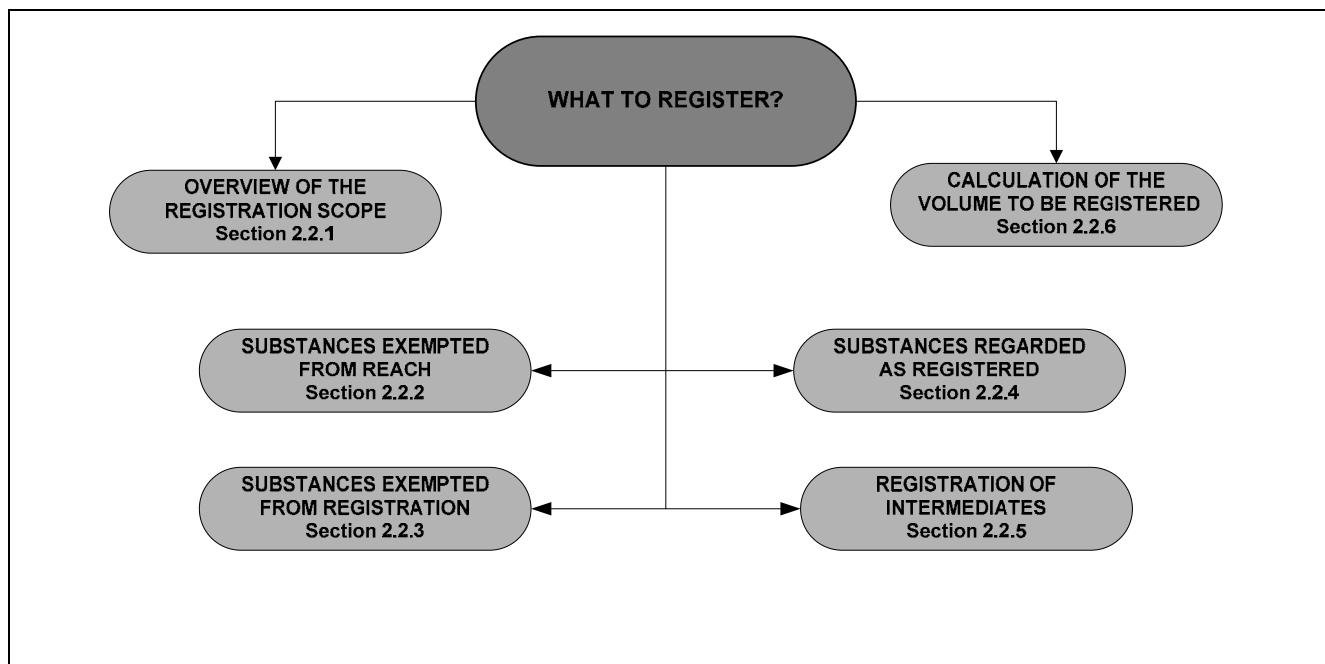 WHAT TO REGISTER?
OVERVIEW OF THE
REGISTRATION SCOPE
Section 2.2.1
CALCULATION OF THE
VOLUME TO BE REGISTERED
Section 2.2.6
SUBSTANCES EXEMPTED
FROM REACH
Section 2.2.2
SUBSTANCES REGARDED
AS REGISTERED
Section 2.2.4
SUBSTANCES EXEMPTED
FROM REGISTRATION
Section 2.2.3
REGISTRATION OF
INTERMEDIATES
Section 2.2.5